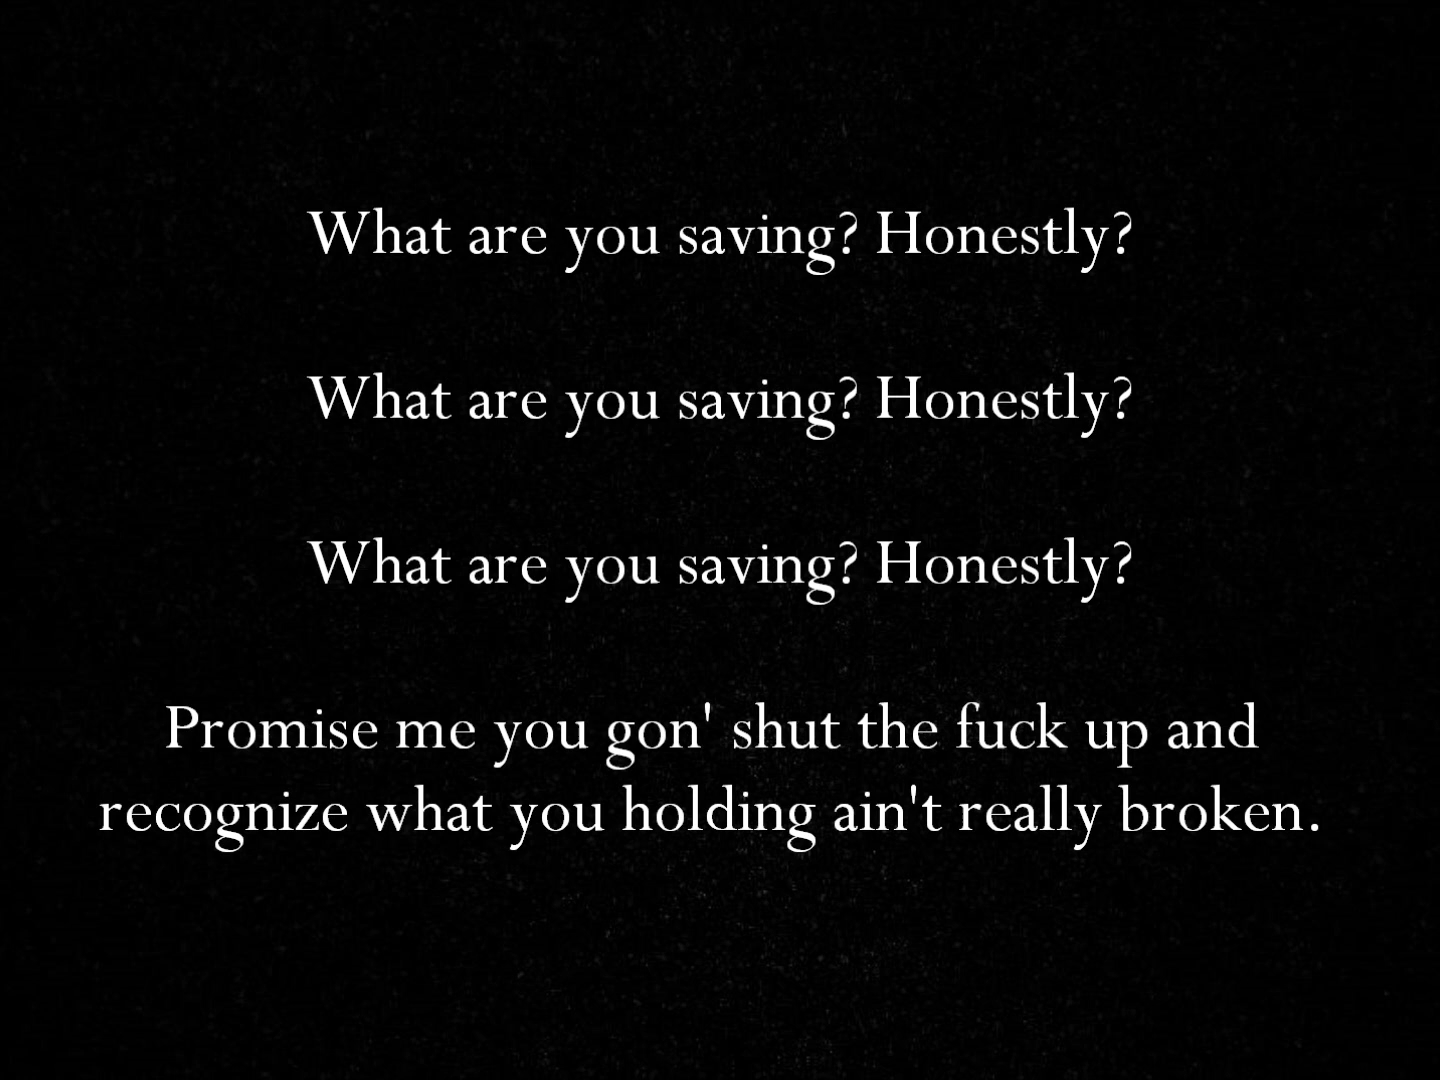 What are you saving? Honestly?
What are you saving? Honestly?
What are you saving? Honestly?
Promise me you gon' shut the fuck up and
recognize what you holding ain't really broken.